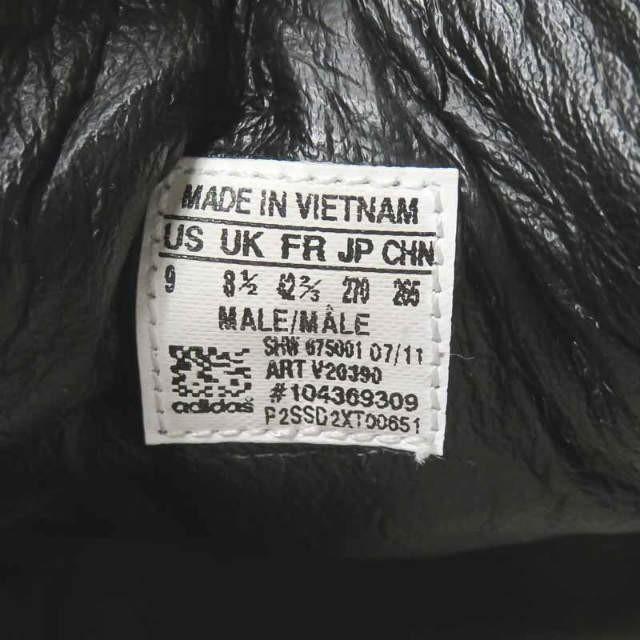 MADE IN VIETNAM
US UK FR JP CHN
9 8½ 42⅔ 270 265
MALE/MÂLE
SHW 675001 07/11
ART V20390
#104369309
adidas
P2SSD2XT00651